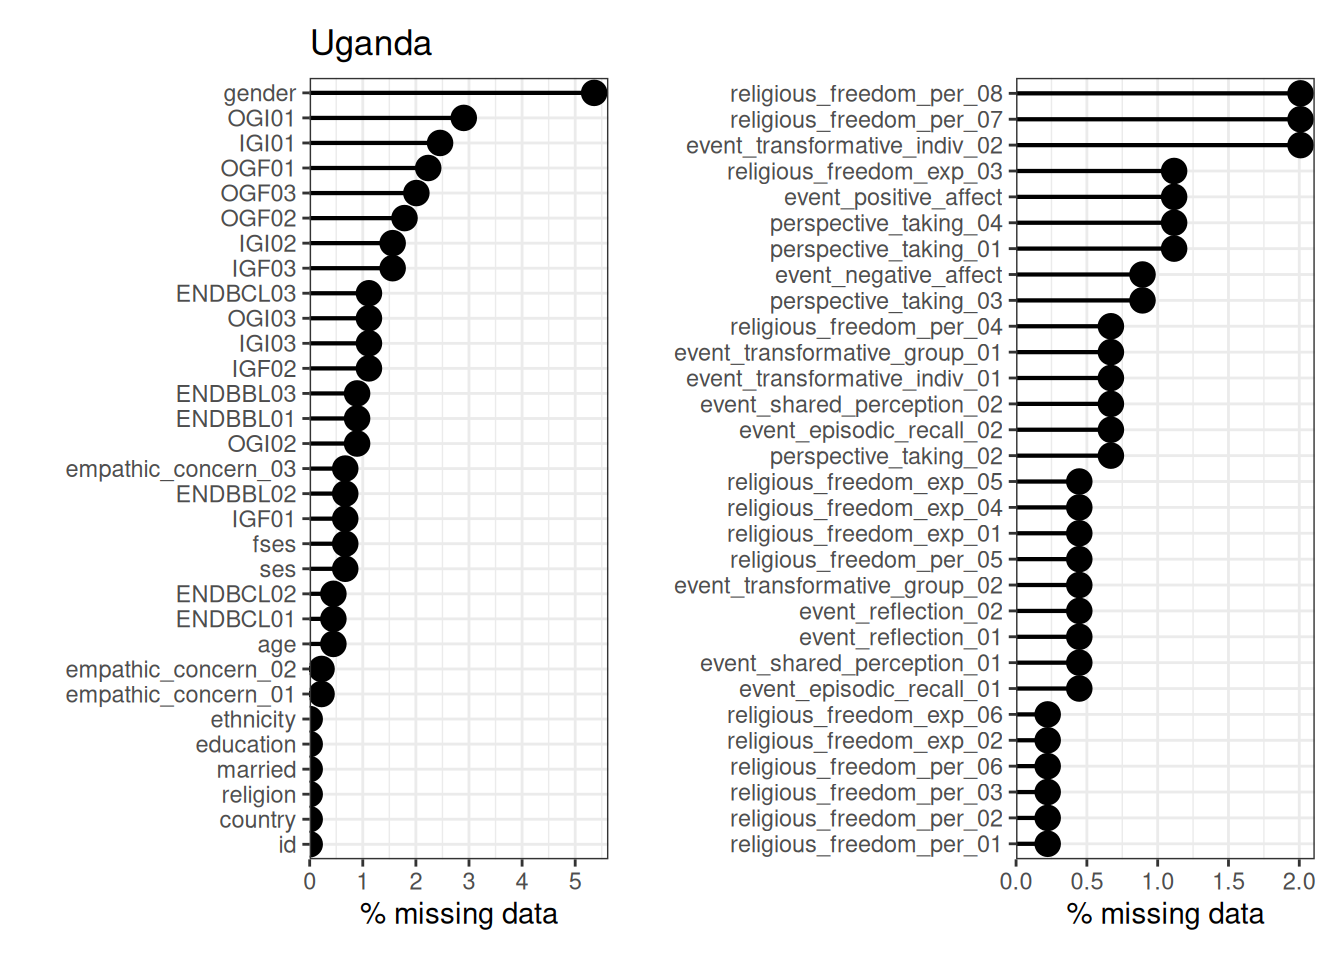 Uganda
gender
OGI01
IGI01
OGF01
OGF03
OGF02
IGI02
IGF03
ENDBCL03
OGI03
IGI03
IGF02
ENDBBL03
ENDBBL01
OGI02
empathic_concern_03
ENDBBL02
IGF01
fses
ses
ENDBCL02
ENDBCL01
age
empathic_concern_02
empathic_concern_01
ethnicity
education
married
religion
country
id
0 1 2 3 4 5
% missing data
religious_freedom_per_08
religious_freedom_per_07
event_transformative_indiv_02
religious_freedom_exp_03
event_positive_affect
perspective_taking_04
perspective_taking_01
event_negative_affect
perspective_taking_03
religious_freedom_per_04
event_transformative_group_01
event_transformative_indiv_01
event_shared_perception_02
event_episodic_recall_02
perspective_taking_02
religious_freedom_exp_05
religious_freedom_exp_04
religious_freedom_exp_01
religious_freedom_per_05
event_transformative_group_02
event_reflection_02
event_reflection_01
event_shared_perception_01
event_episodic_recall_01
religious_freedom_exp_06
religious_freedom_exp_02
religious_freedom_per_06
religious_freedom_per_03
religious_freedom_per_02
religious_freedom_per_01
0.0 0.5 1.0 1.5 2.0
% missing data